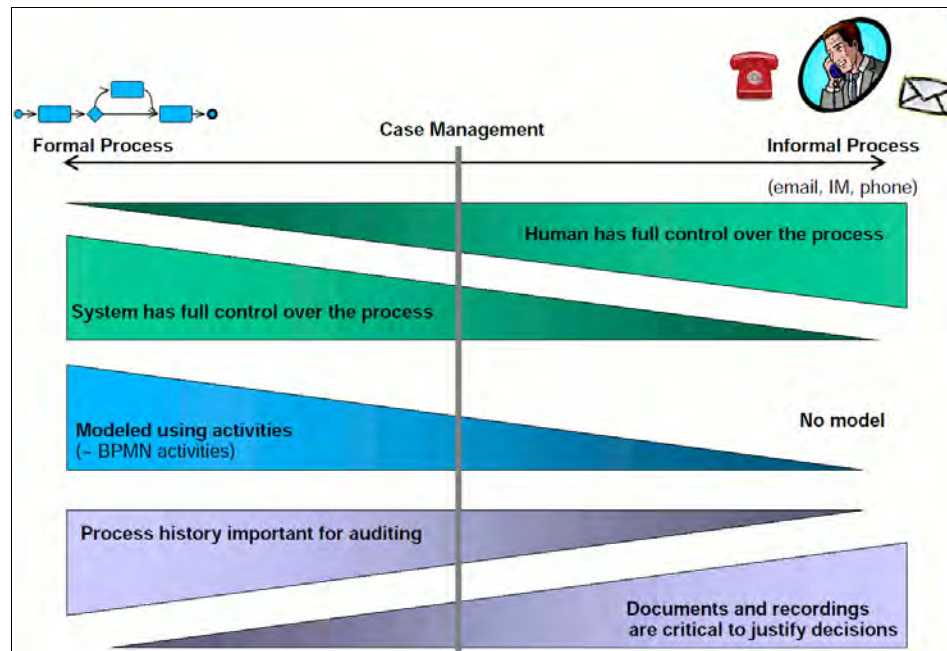 Case Management
Formal Process
Informal Process
(email, IM, phone)
Human has full control over the process
System has full control over the process
Modeled using activities
(~ BPMN activities)
No model
Process history important for auditing
Documents and recordings
are critical to justify decisions